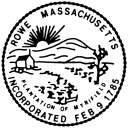 ROWE MASSACHUSETTS
PLANTATION OF MYRIFIELD
INCORPORATED FEB. 9, 1785